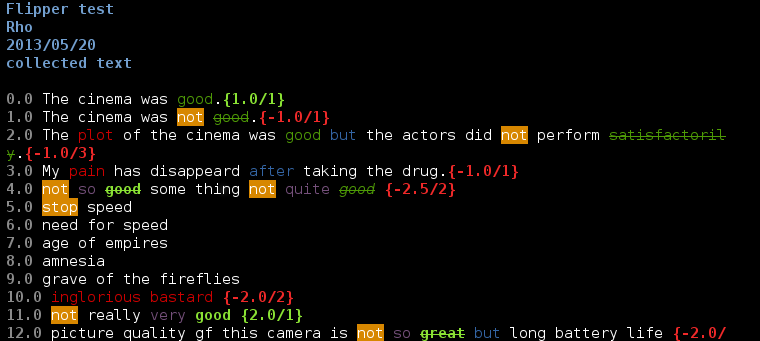 Flipper test
Rho
2013/05/20
collected text
0.0 The cinema was good.{1.0/1}
1.0 The cinema was not good.{-1.0/1}
2.0 The plot of the cinema was good but the actors did not perform satisfactoril
y.{-1.0/3}
3.0 My pain has disappeard after taking the drug.{-1.0/1}
4.0 not so good some thing not quite good {-2.5/2}
5.0 stop speed
6.0 need for speed
7.0 age of empires
8.0 amnesia
9.0 grave of the fireflies
10.0 inglorious bastard {-2.0/2}
11.0 not really very good {2.0/1}
12.0 picture quality gf this camera is not so great but long battery life {-2.0/